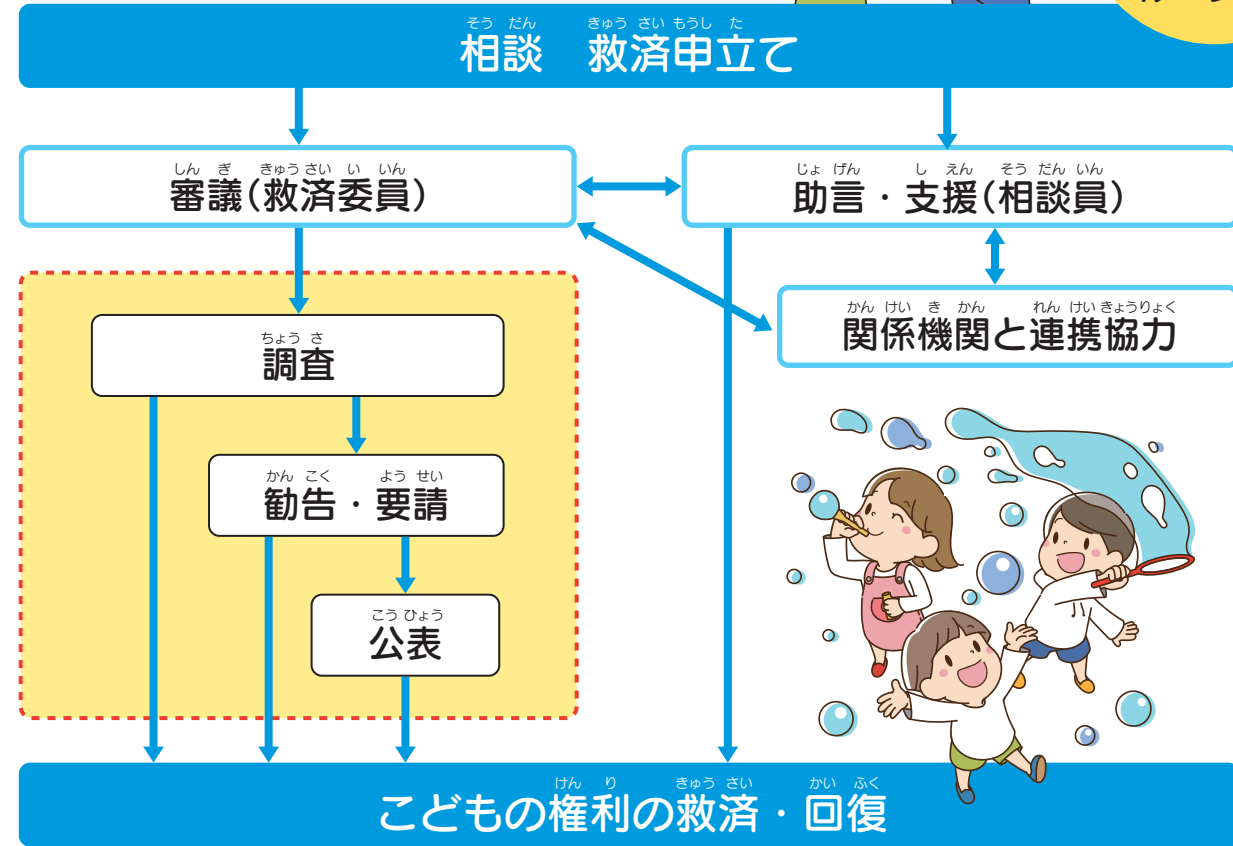 そう だん きゅう さい もうし た
相談 救済申立て
しん ぎ きゅう さい い いん
審議(救済委員)
じょ げん し えん そう だん いん
助言・支援(相談員)
かん けい き かん れん けい きょうりょく
関係機関と連携協力
ちょう さ
調査
かん こく よう せい
勧告・要請
こう ひょう
公表
けん り きゅう さい かい ふく
こどもの権利の救済・回復